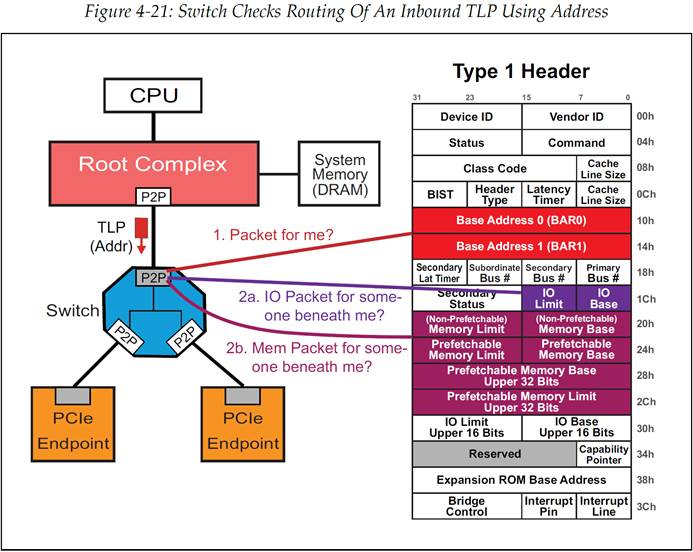 Figure 4-21: Switch Checks Routing Of An Inbound TLP Using Address
CPU
Root Complex
P2P
System
Memory
(DRAM)
TLP
(Addr)
P2P
Switch
P2P
P2P
PCIe
Endpoint
PCIe
Endpoint
1. Packet for me?
2a. IO Packet for some-
one beneath me?
2b. Mem Packet for some-
one beneath me?
Type 1 Header
31 23 15 7 0
Device ID Vendor ID 00h
Status Command 04h
Class Code Cache
Line Size 08h
BIST Header
Type Latency
Timer Cache
Line Size 0Ch
Base Address 0 (BAR0) 10h
Base Address 1 (BAR1) 14h
Secondary
Lat Timer Subordinate
Bus # Secondary
Bus # Primary
Bus # 18h
Secondary
Status IO
Limit IO
Base 1Ch
(Non-Prefetchable)
Memory Limit (Non-Prefetchable)
Memory Base 20h
Prefetchable
Memory Limit Prefetchable
Memory Base 24h
Prefetchable Memory Base
Upper 32 Bits 28h
Prefetchable Memory Limit
Upper 32 Bits 2Ch
IO Limit
Upper 16 Bits IO Base
Upper 16 Bits 30h
Reserved Capability
Pointer 34h
Expansion ROM Base Address 38h
Bridge
Control Interrupt
Pin Interrupt
Line 3Ch